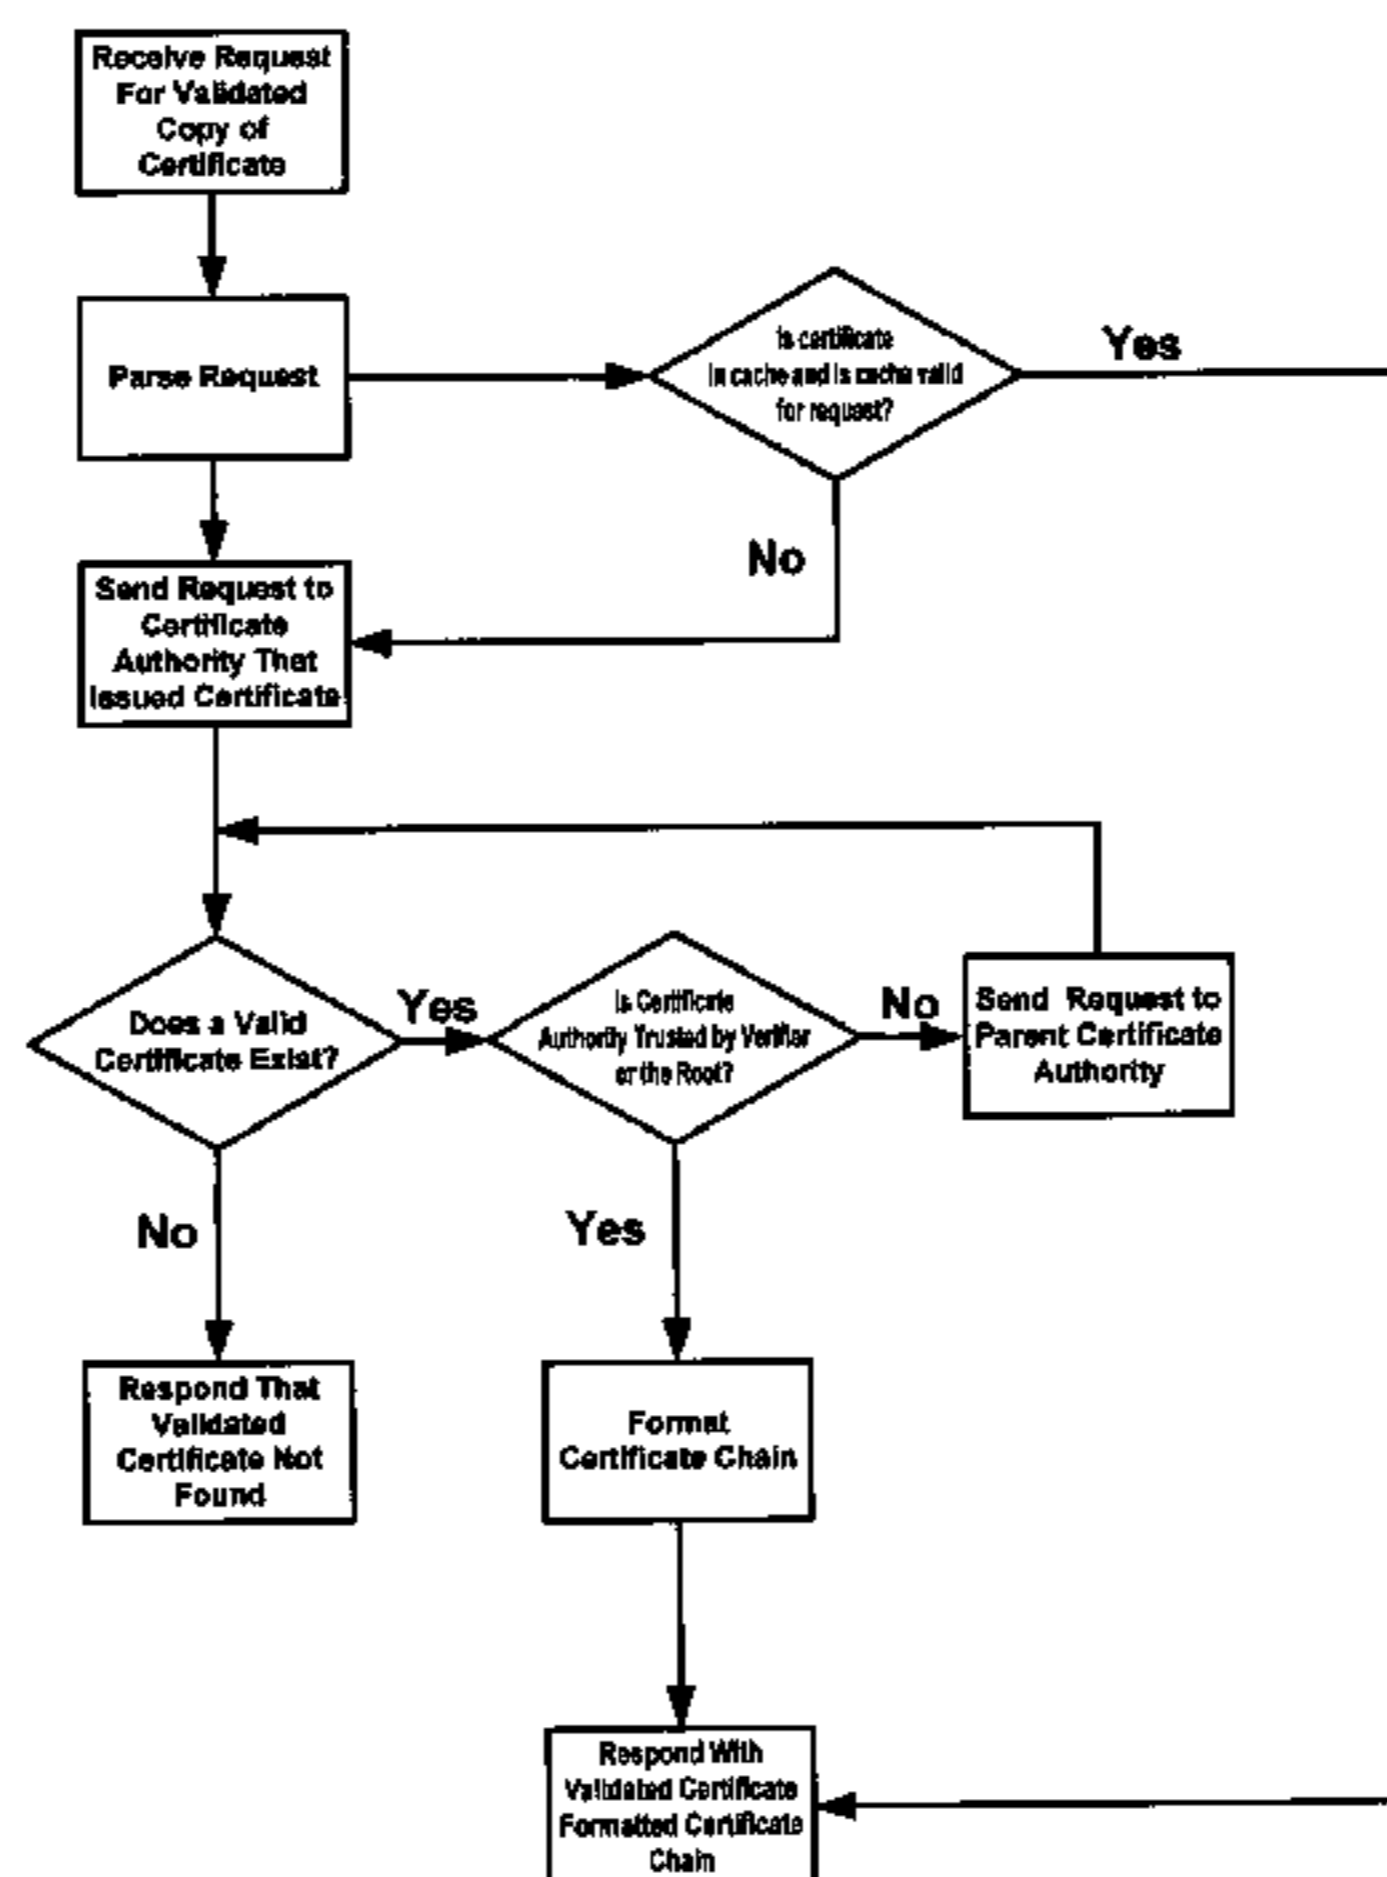 Receive Request
For Validated
Copy of
Certificate
Parse Request
Is certificate
in cache and is cache valid
for request?
Yes
No
Send Request to
Certificate
Authority That
Issued Certificate
Does a Valid
Certificate Exist?
Yes
Is Certificate
Authority Trusted by Verifier
or the Root?
No
Send Request to
Parent Certificate
Authority
No
Yes
Respond That
Validated
Certificate Not
Found
Format
Certificate Chain
Respond With
Validated Certificate
Formatted Certificate
Chain